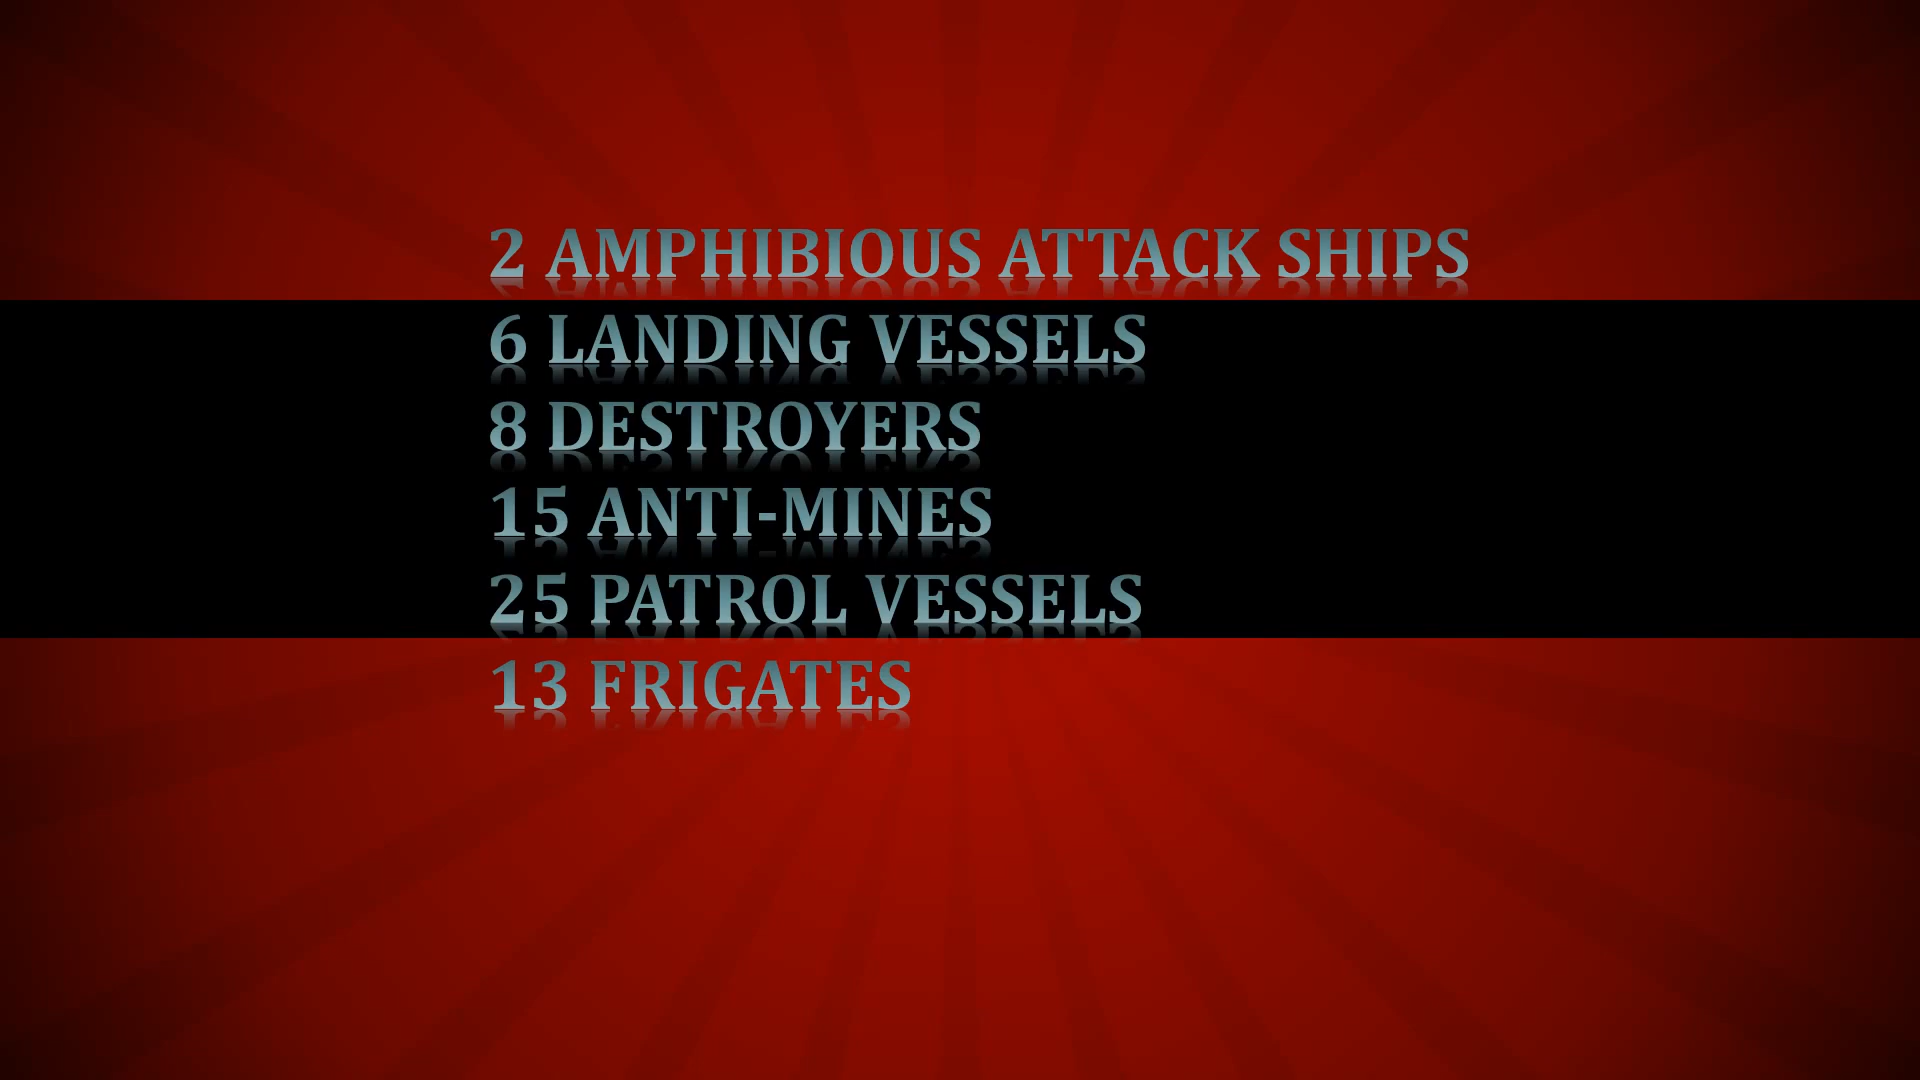 2 AMPHIBIOUS ATTACK SHIPS
6 LANDING VESSELS
8 DESTROYERS
15 ANTI-MINES
25 PATROL VESSELS
13 FRIGATES